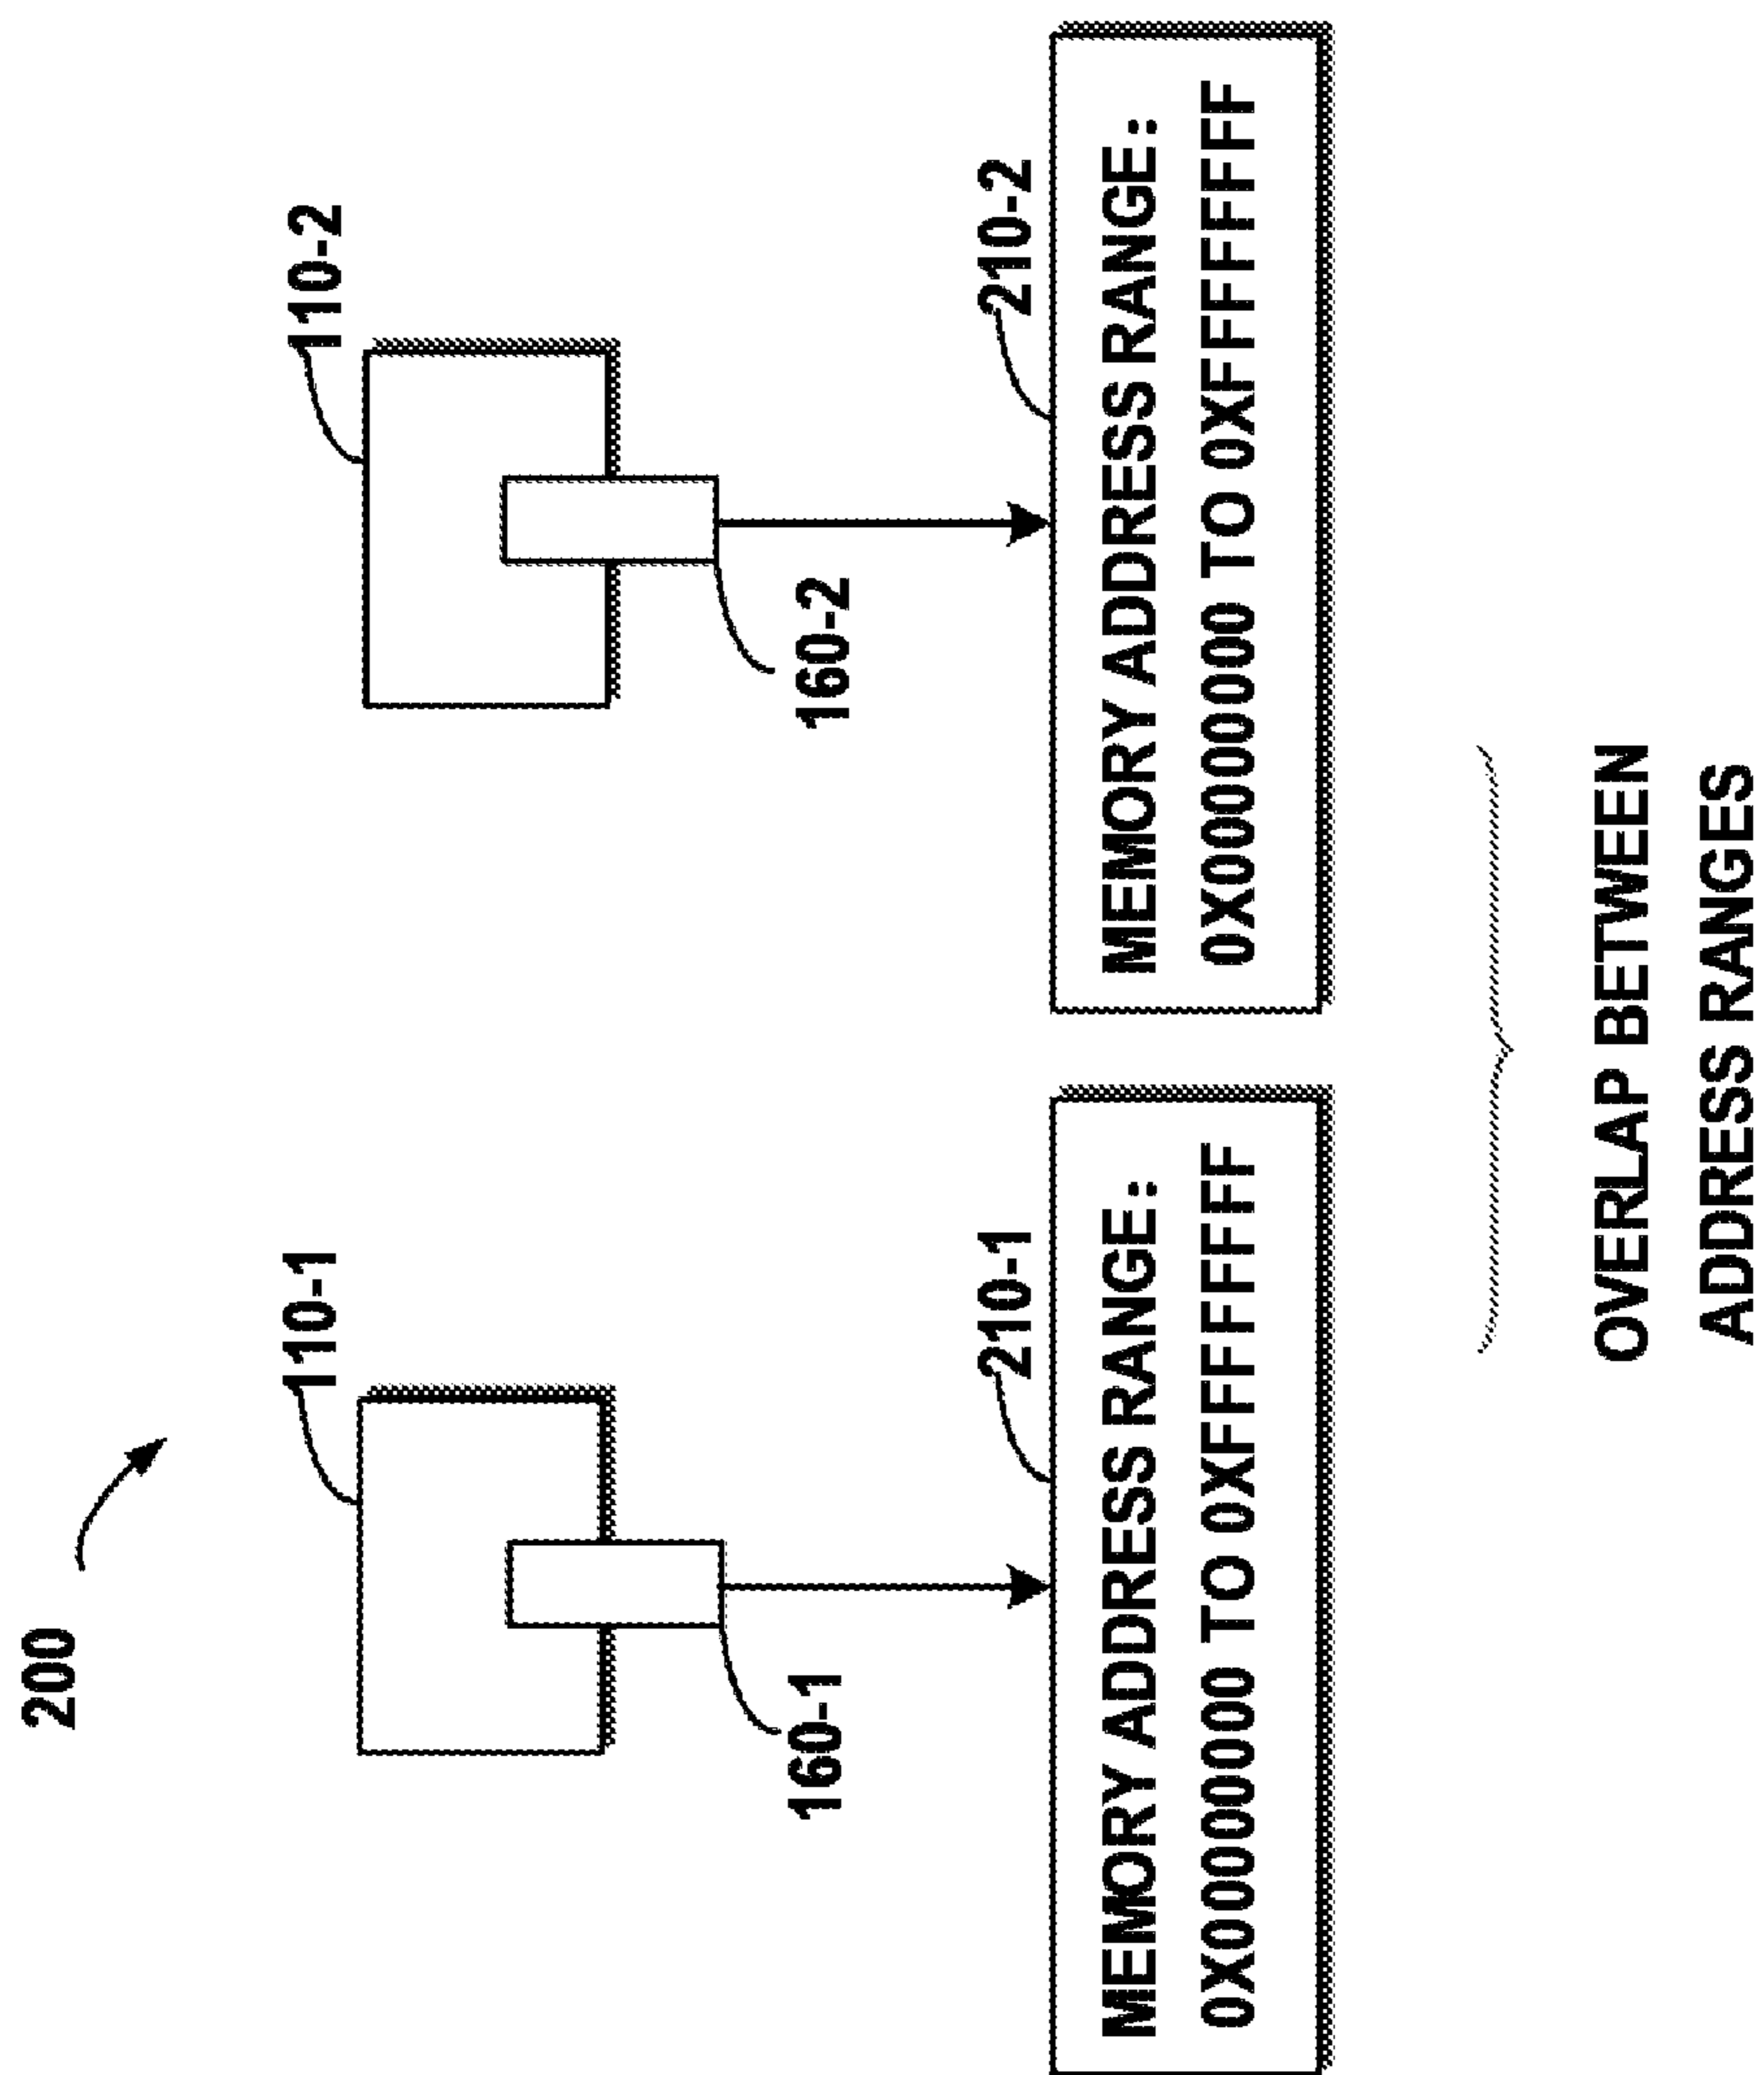 200
110-1
110-2
160-1
160-2
210-1
210-2
MEMORY ADDRESS RANGE:
0X00000000 TO 0XFFFFFFFF
MEMORY ADDRESS RANGE:
0X00000000 TO 0XFFFFFFFF
OVERLAP BETWEEN
ADDRESS RANGES